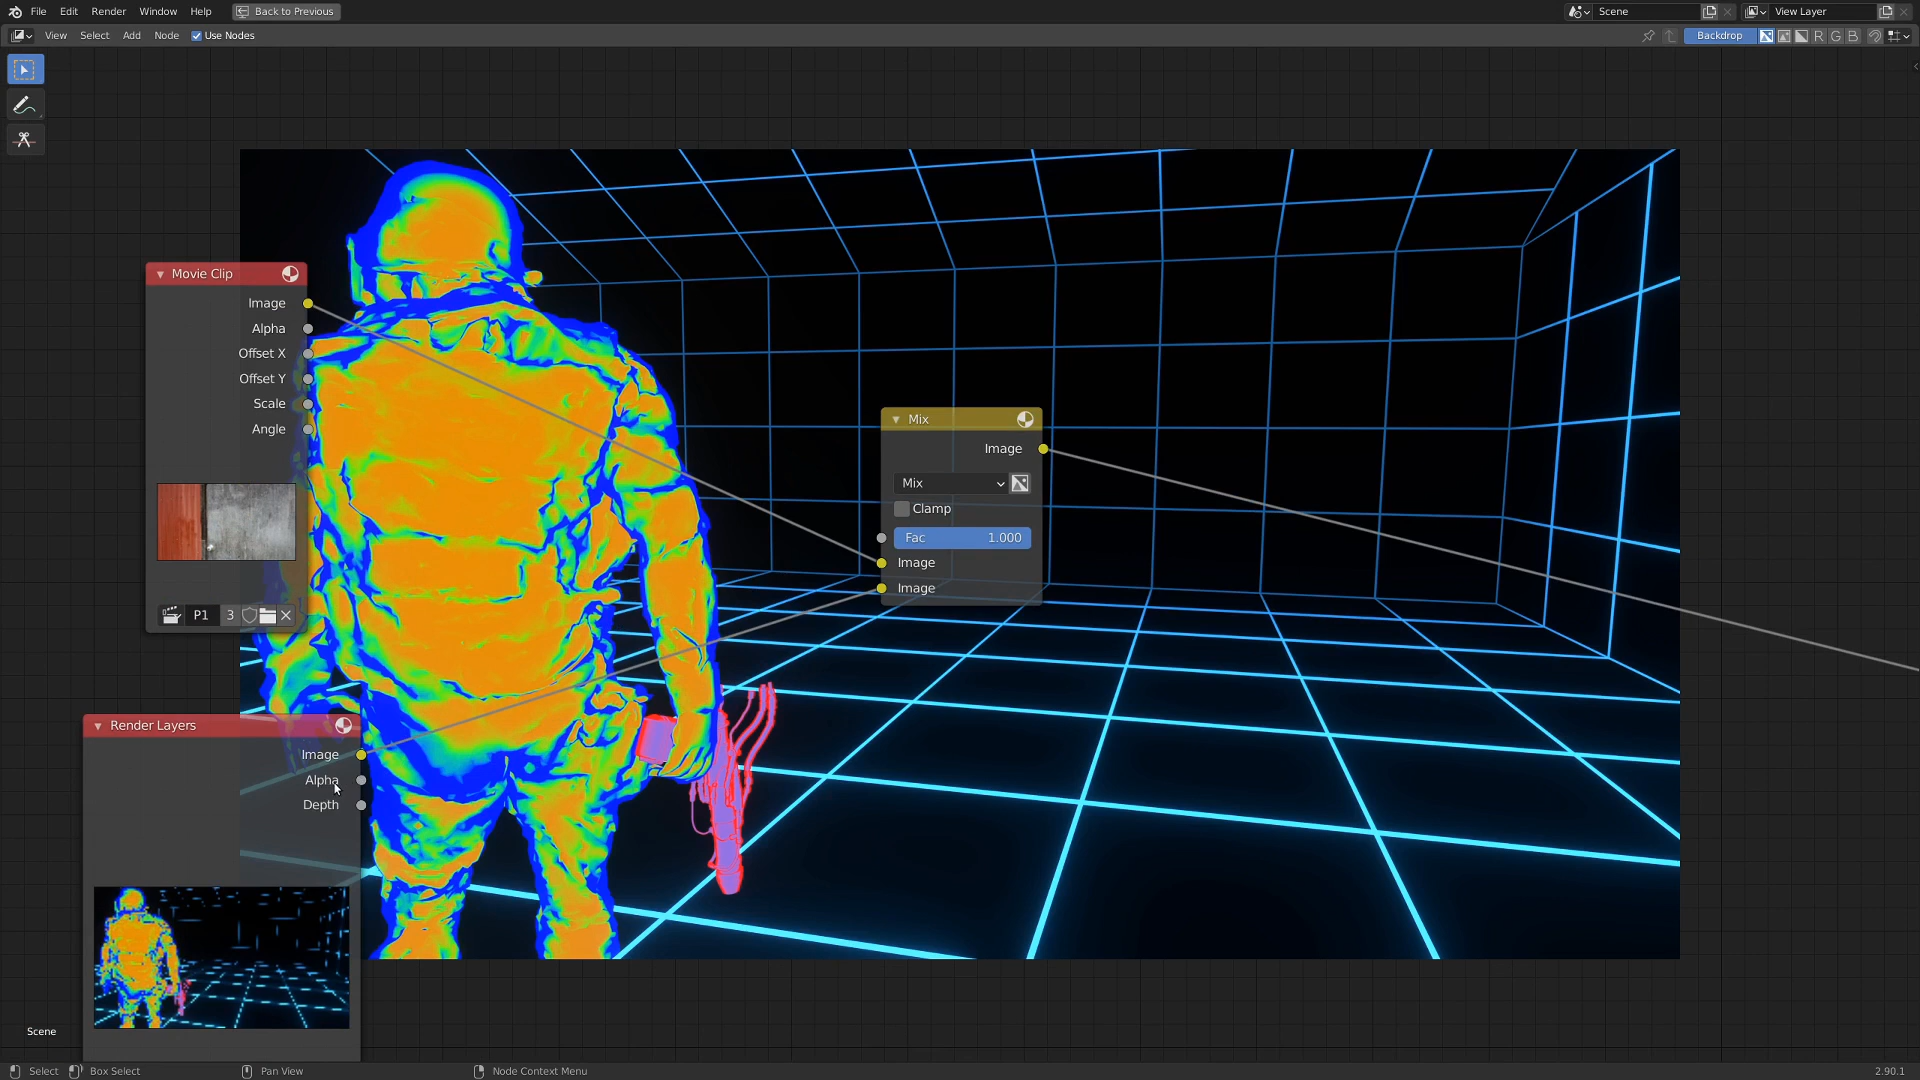 File Edit Render Window Help Back to Previous Scene View Layer
View Select Add Node Use Nodes Backdrop R G B
Movie Clip
Image
Alpha
Offset X
Offset Y
Scale
Angle
P1 3
Mix
Image
Mix
Clamp
Fac 1.000
Image
Image
Render Layers
Image
Alpha
Depth
Scene
Select Box Select Pan View Node Context Menu 2.90.1